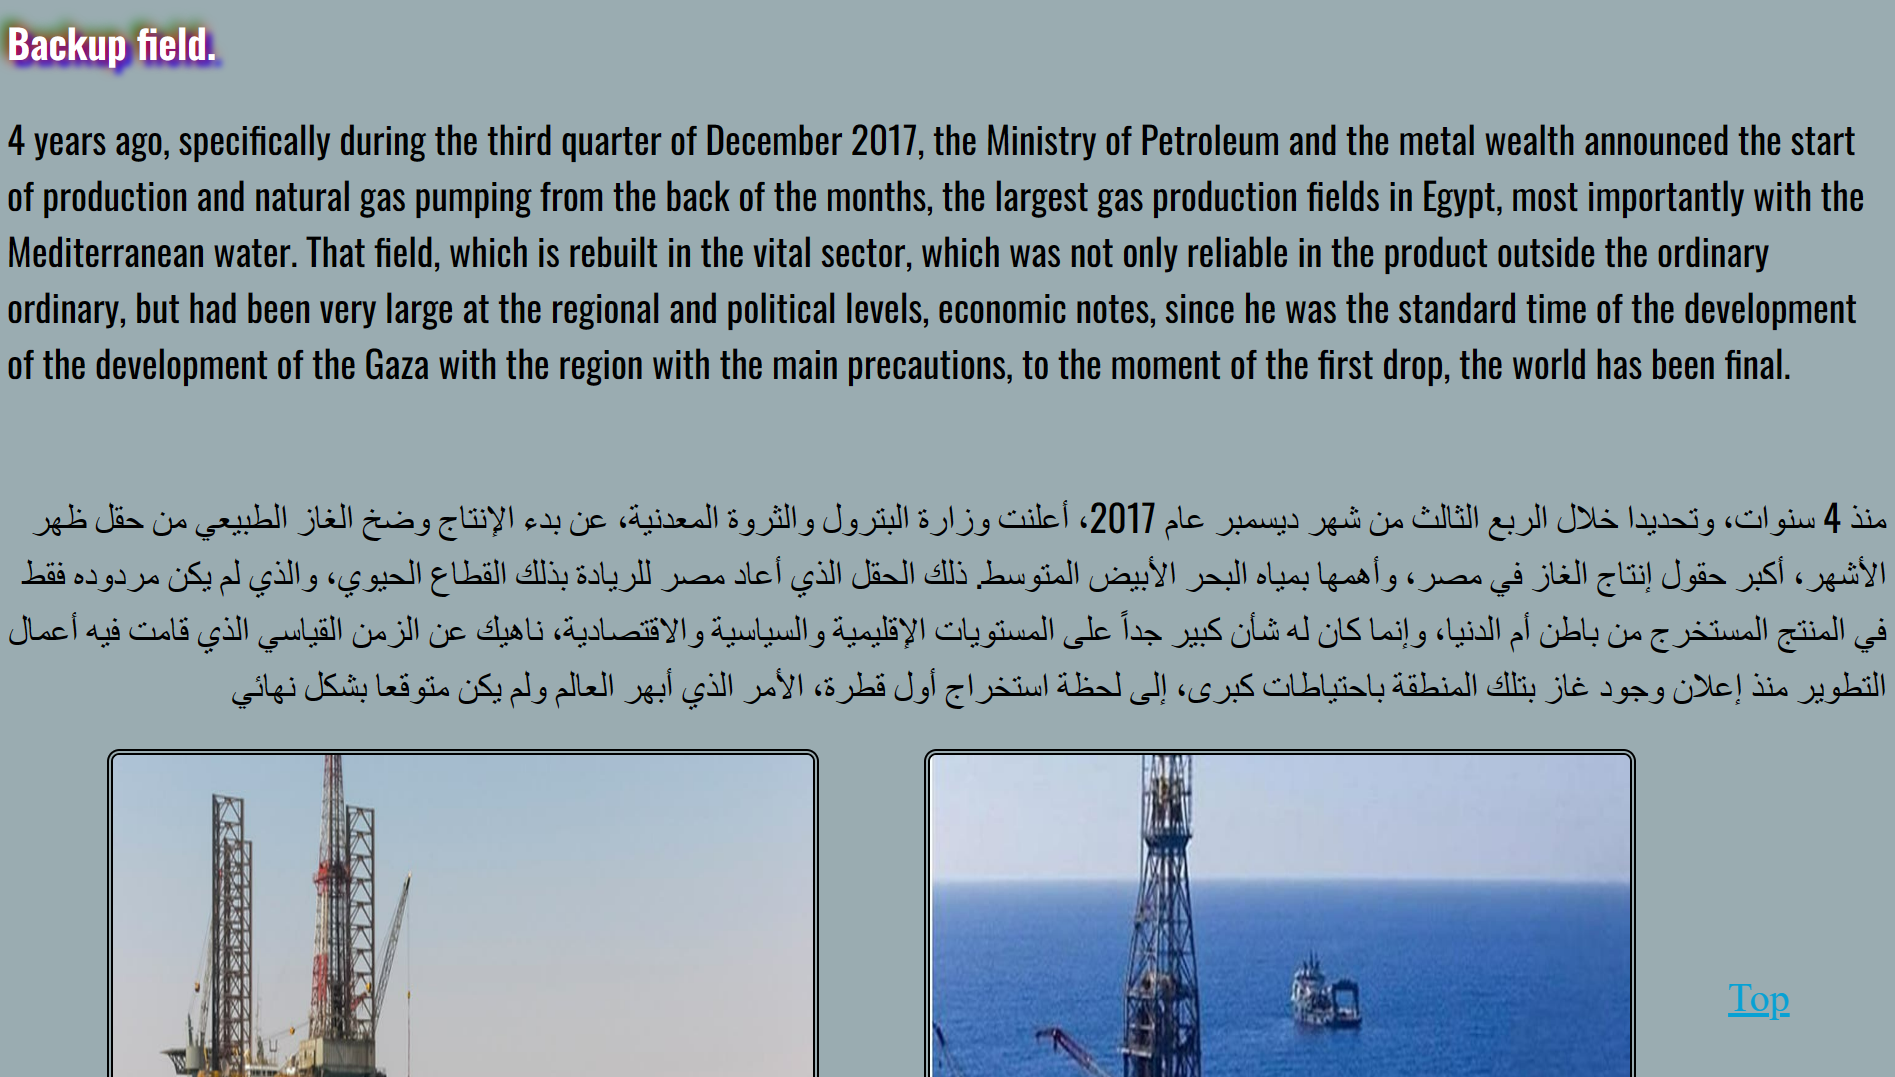 Backup field.
4 years ago, specifically during the third quarter of December 2017, the Ministry of Petroleum and the metal wealth announced the start
of production and natural gas pumping from the back of the months, the largest gas production fields in Egypt, most importantly with the
Mediterranean water. That field, which is rebuilt in the vital sector, which was not only reliable in the product outside the ordinary
ordinary, but had been very large at the regional and political levels, economic notes, since he was the standard time of the development
of the development of the Gaza with the region with the main precautions, to the moment of the first drop, the world has been final.
منذ 4 سنوات، وتحديدا خلال الربع الثالث من شهر ديسمبر عام 2017، أعلنت وزارة البترول والثروة المعدنية، عن بدء الإنتاج وضخ الغاز الطبيعي من حقل ظهر
الأشهر، أكبر حقول إنتاج الغاز في مصر، وأهمها بمياه البحر الأبيض المتوسط. ذلك الحقل الذي أعاد مصر للريادة بذلك القطاع الحيوي، والذي لم يكن مردوده فقط
في المنتج المستخرج من باطن أم الدنيا، وإنما كان له شأن كبير جداً على المستويات الإقليمية والسياسية والاقتصادية، ناهيك عن الزمن القياسي الذي قامت فيه أعمال
التطوير منذ إعلان وجود غاز بتلك المنطقة باحتياطات كبرى، إلى لحظة استخراج أول قطرة، الأمر الذي أبهر العالم ولم يكن متوقعا بشكل نهائي
Top